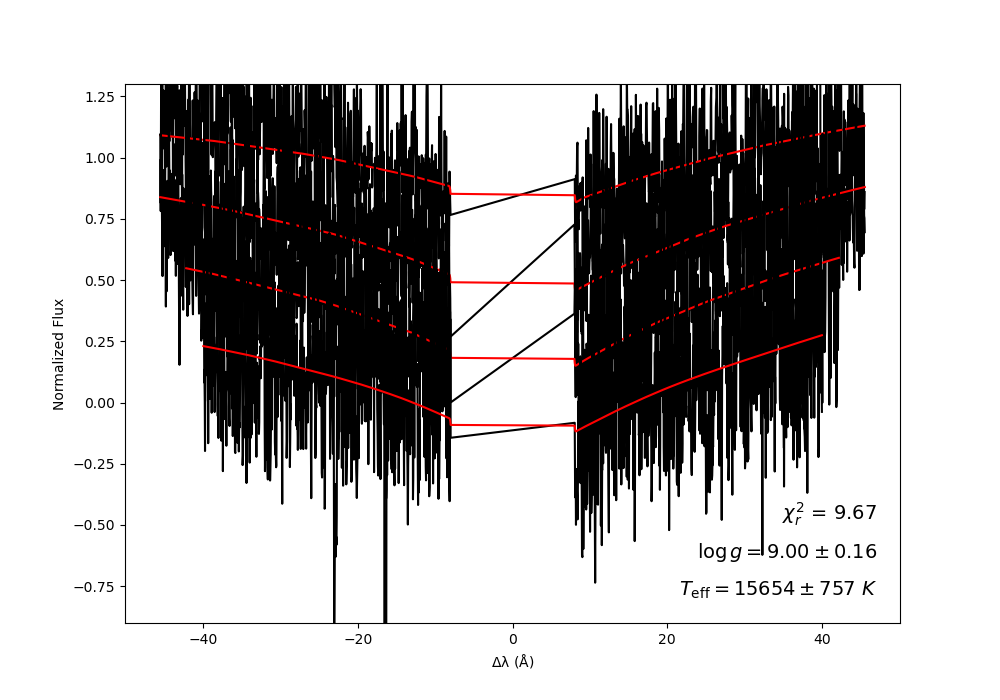 1.25
1.00
0.75
0.50
0.25
0.00
−0.25
−0.50
−0.75
Normalized Flux
−40
−20
0
20
40
Δλ (Å)
χ²ᵣ = 9.67
log g = 9.00 ± 0.16
T_eff = 15654 ± 757 K